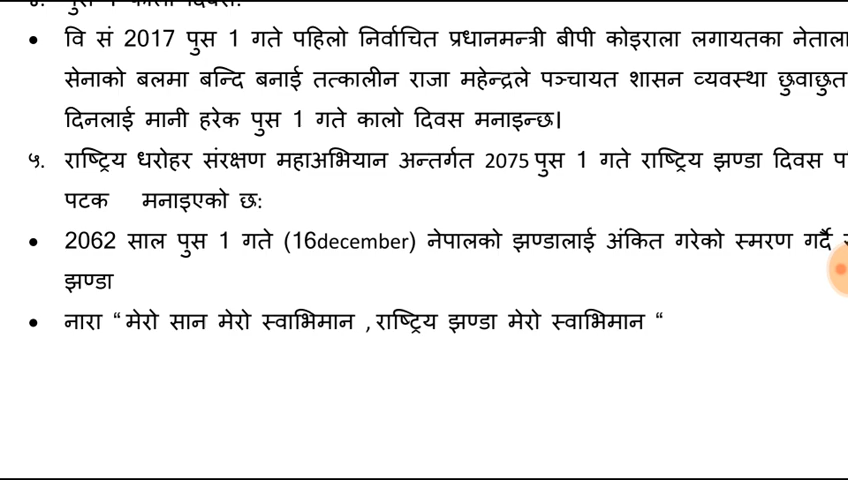 वि सं 2017 पुस 1 गते पहिलो निर्वाचित प्रधानमन्त्री बीपी कोइराला लगायतका नेताला
सेनाको बलमा बन्दि बनाई तत्कालीन राजा महेन्द्रले पञ्चायत शासन व्यवस्था छुवाछुत
दिनलाई मानी हरेक पुस 1 गते कालो दिवस मनाइन्छ।
५. राष्ट्रिय धरोहर संरक्षण महाअभियान अन्तर्गत 2075 पुस 1 गते राष्ट्रिय झण्डा दिवस
पटक मनाइएको छ:
2062 साल पुस 1 गते (16december) नेपालको झण्डालाई अंकित गरेको स्मरण गर्दै
झण्डा
नारा “ मेरो सान मेरो स्वाभिमान , राष्ट्रिय झण्डा मेरो स्वाभिमान “